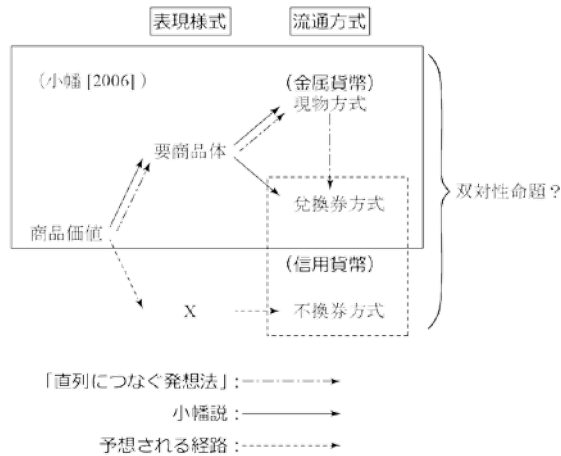 表現様式 流通方式
(小幡 [2006])
(金属貨幣)
現物方式
要商品体
双対性命題?
兌換券方式
商品価値
(信用貨幣)
X 不換券方式
「直列につなぐ発想法」:
小幡説:
予想される経路: